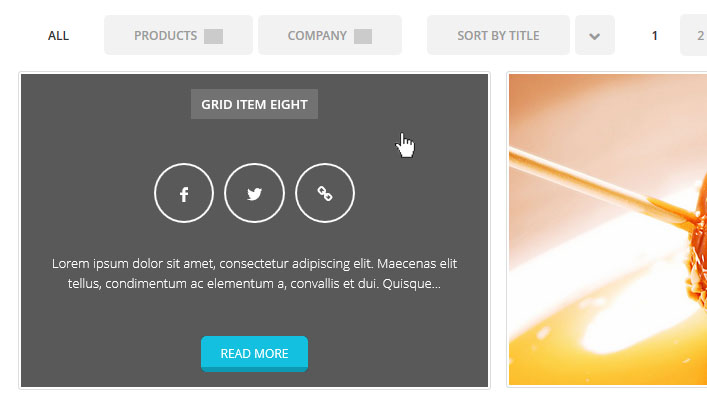 ALL PRODUCTS COMPANY SORT BY TITLE 1 2
GRID ITEM EIGHT
Lorem ipsum dolor sit amet, consectetur adipiscing elit. Maecenas elit
tellus, condimentum ac elementum a, convallis et dui. Quisque...
READ MORE